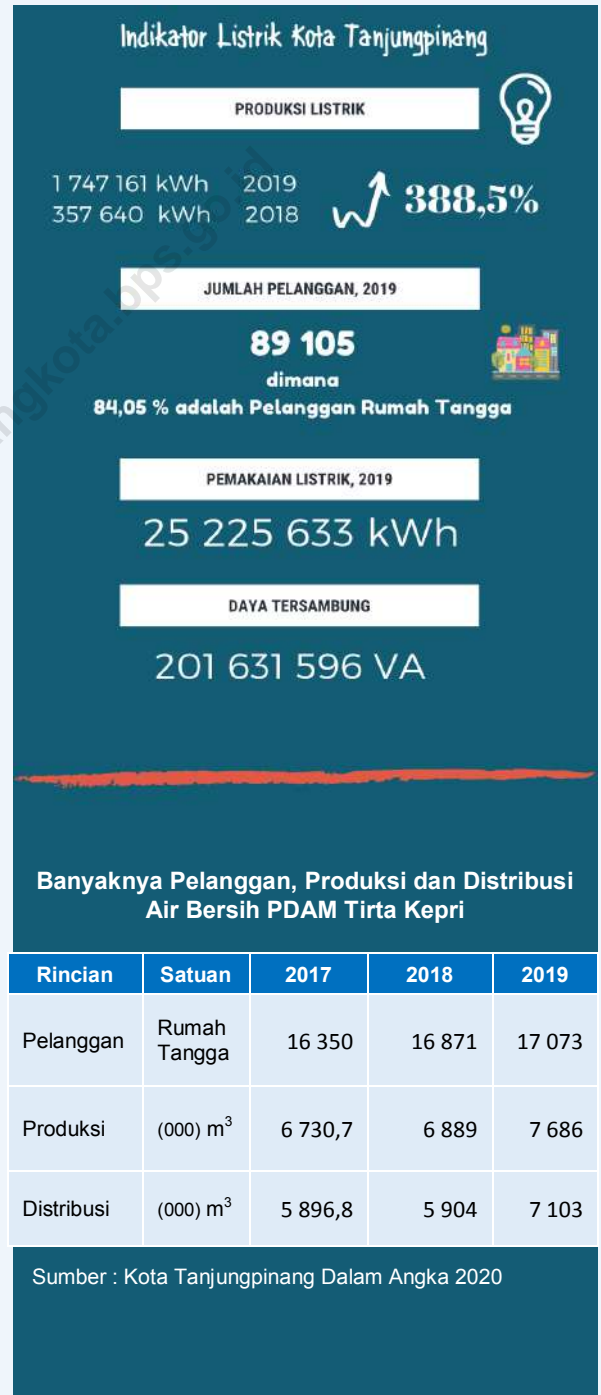 Indikator Listrik Kota Tanjungpinang
PRODUKSI LISTRIK
1 747 161 kWh 2019
357 640 kWh 2018
388,5%
JUMLAH PELANGGAN, 2019
89 105
dimana
84,05 % adalah Pelanggan Rumah Tangga
PEMAKAIAN LISTRIK, 2019
25 225 633 kWh
DAYA TERSAMBUNG
201 631 596 VA
Banyaknya Pelanggan, Produksi dan Distribusi
Air Bersih PDAM Tirta Kepri
Rincian Satuan 2017 2018 2019
Pelanggan Rumah Tangga 16 350 16 871 17 073
Produksi (000) m³ 6 730,7 6 889 7 686
Distribusi (000) m³ 5 896,8 5 904 7 103
Sumber : Kota Tanjungpinang Dalam Angka 2020